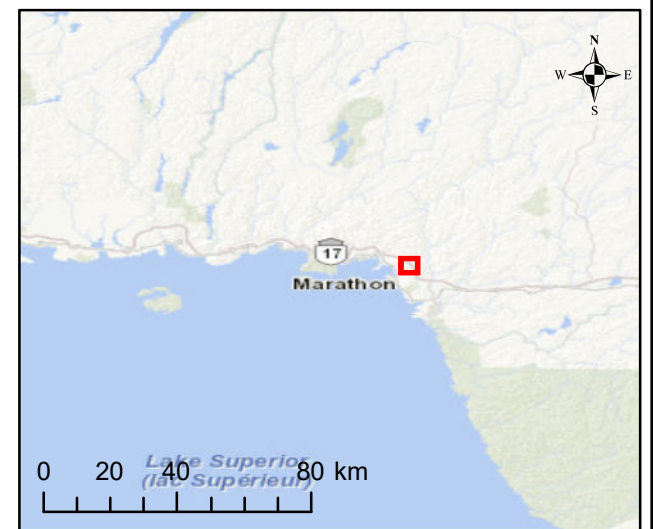 N
W E
S
17
Marathon
Lake Superior
(lac Supérieur)
0 20 40 80 km